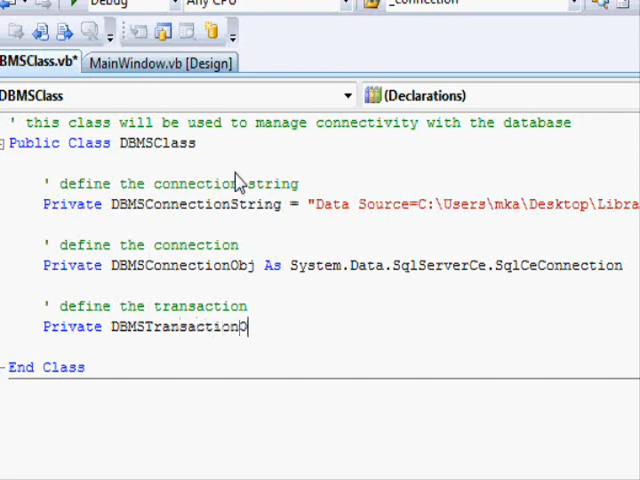 Debug Any CPU _connection
DBMSClass.vb* MainWindow.vb [Design]
DBMSClass (Declarations)
' this class will be used to manage connectivity with the database
Public Class DBMSClass
' define the connection string
Private DBMSConnectionString = "Data Source=C:\Users\mka\Desktop\Libra
' define the connection
Private DBMSConnectionObj As System.Data.SqlServerCe.SqlCeConnection
' define the transaction
Private DBMSTransactionO
End Class